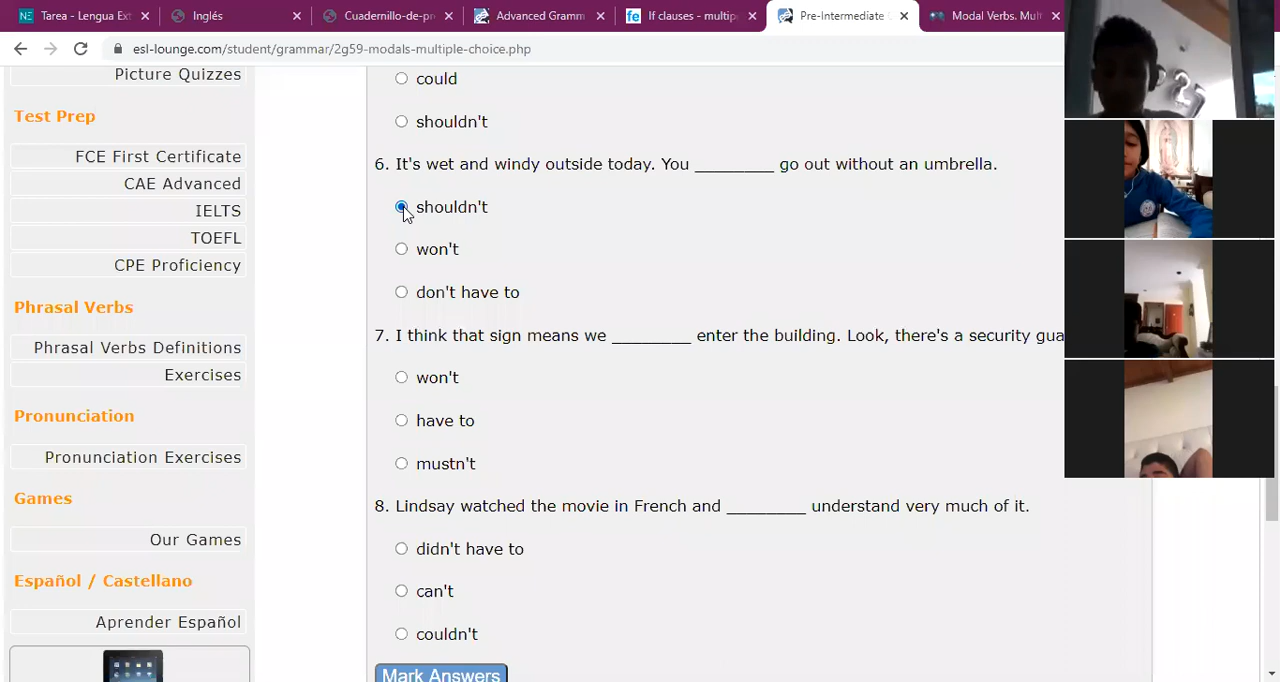 Tarea - Lengua Ext
Inglés
Cuadernillo-de-pr
Advanced Gramm
If clauses - multip
Pre-Intermediate
Modal Verbs. Mult
esl-lounge.com/student/grammar/2g59-modals-multiple-choice.php
Picture Quizzes
Test Prep
FCE First Certificate
CAE Advanced
IELTS
TOEFL
CPE Proficiency
Phrasal Verbs
Phrasal Verbs Definitions
Exercises
Pronunciation
Pronunciation Exercises
Games
Our Games
Español / Castellano
Aprender Español
could
shouldn't
6. It's wet and windy outside today. You ________ go out without an umbrella.
shouldn't
won't
don't have to
7. I think that sign means we ________ enter the building. Look, there's a security gua
won't
have to
mustn't
8. Lindsay watched the movie in French and ________ understand very much of it.
didn't have to
can't
couldn't
Mark Answers